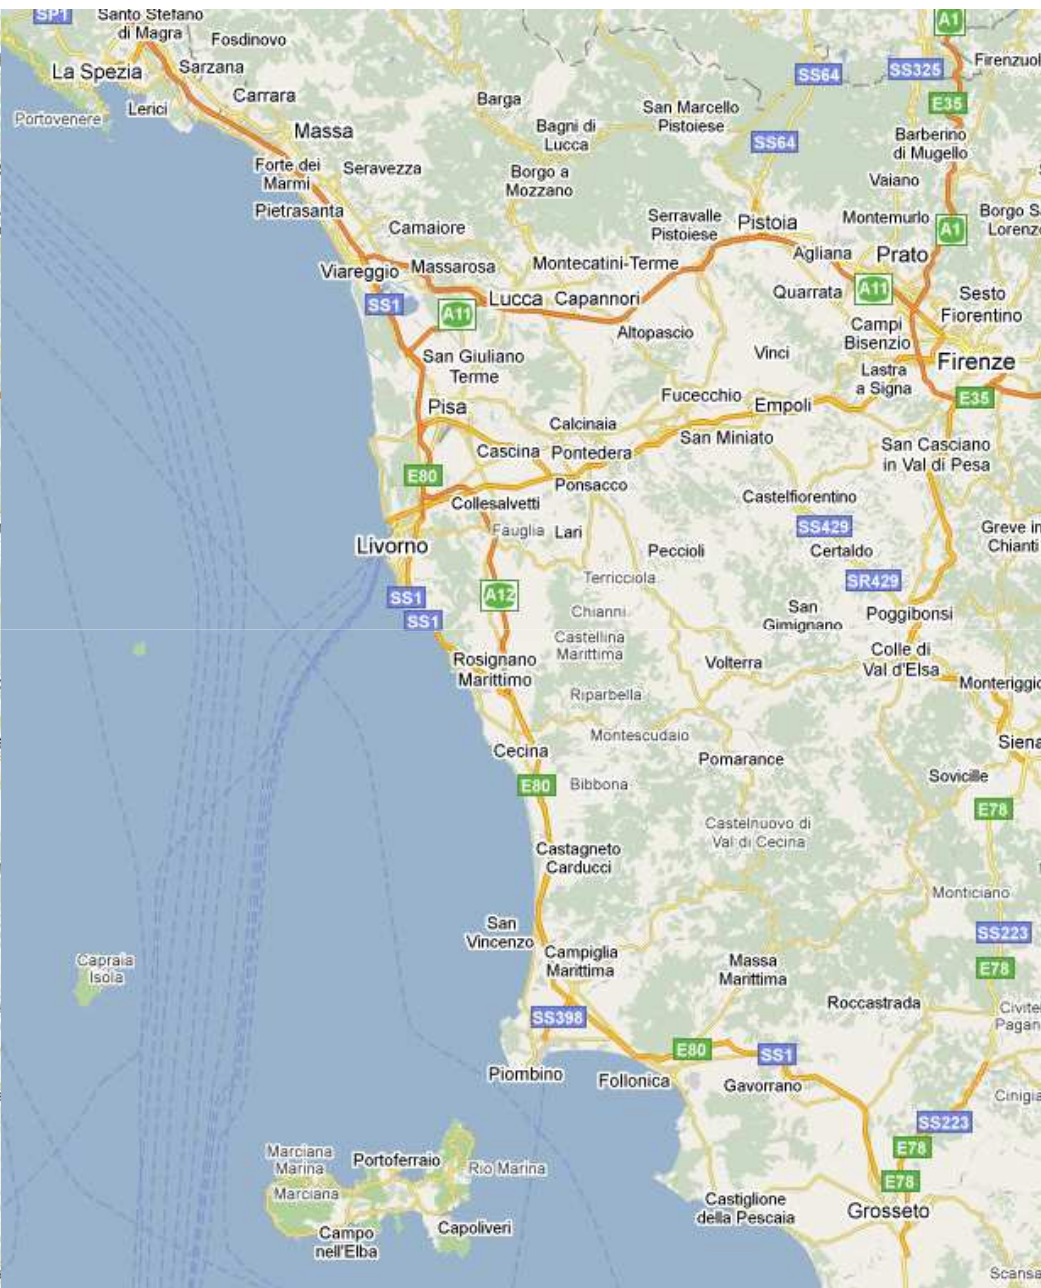 SP1
Santo Stefano
di Magra
Fosdinovo
A1
La Spezia
Sarzana
SS64
SS325
Portovenere
Lerici
Carrara
Barga
San Marcello
Pistoiese
E35
Massa
Bagni di
Lucca
SS64
Barberino
di Mugello
Forte dei
Marmi
Seravezza
Borgo a
Mozzano
Vaiano
Pietrasanta
Camaiore
Serravalle
Pistoiese
Pistoia
Montemurlo
A1
Viareggio
Massarosa
Montecatini-Terme
Agliana
Prato
SS1
A11
Lucca
Capannori
Quarrata
A11
Sesto
Fiorentino
Altopascio
Campi
Bisenzio
San Giuliano
Terme
Vinci
Firenze
Lastra
a Signa
Pisa
Fucecchio
Empoli
E35
Calcinaia
San Miniato
Cascina
Pontedera
San Casciano
in Val di Pesa
E80
Ponsacco
Collesalvetti
Castelfiorentino
Livorno
Fauglia
Lari
SS429
Greve in
Chianti
Peccioli
Certaldo
SS1
A12
Terricciola
SR429
SS1
Chianni
San
Gimignano
Poggibonsi
Castellina
Marittima
Rosignano
Marittimo
Volterra
Colle di
Val d'Elsa
Riparbella
Cecina
Montescudaio
Pomarance
Siena
E80
Bibbona
Sovicille
E78
Castelnuovo di
Val di Cecina
Castagneto
Carducci
Monticiano
San
Vincenzo
SS223
Capraia
Isola
Campiglia
Marittima
Massa
Marittima
E78
SS398
Roccastrada
E80
SS1
Piombino
Follonica
Gavorrano
SS223
Marciana
Marina
Portoferraio
Rio Marina
E78
Marciana
E78
Campo
nell'Elba
Capoliveri
Castiglione
della Pescaia
Grosseto